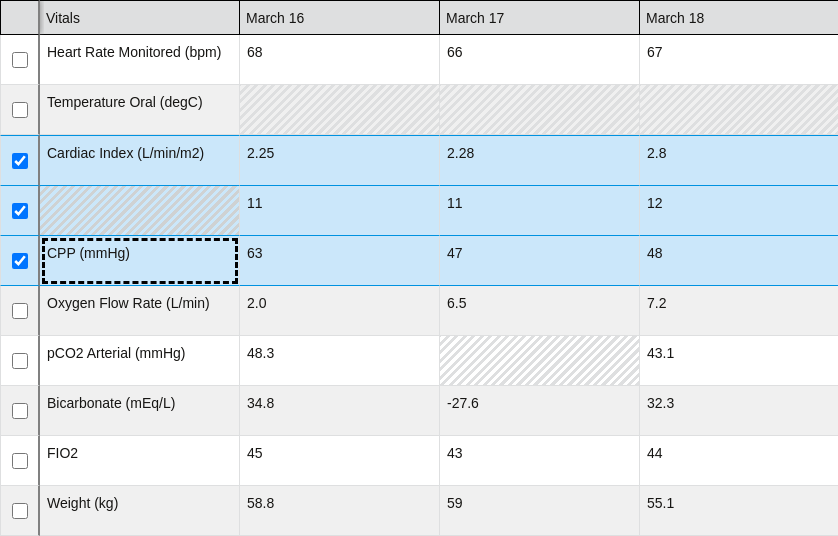 Vitals March 16 March 17 March 18
Heart Rate Monitored (bpm) 68 66 67
Temperature Oral (degC)
Cardiac Index (L/min/m2) 2.25 2.28 2.8
11 11 12
CPP (mmHg) 63 47 48
Oxygen Flow Rate (L/min) 2.0 6.5 7.2
pCO2 Arterial (mmHg) 48.3 43.1
Bicarbonate (mEq/L) 34.8 -27.6 32.3
FIO2 45 43 44
Weight (kg) 58.8 59 55.1